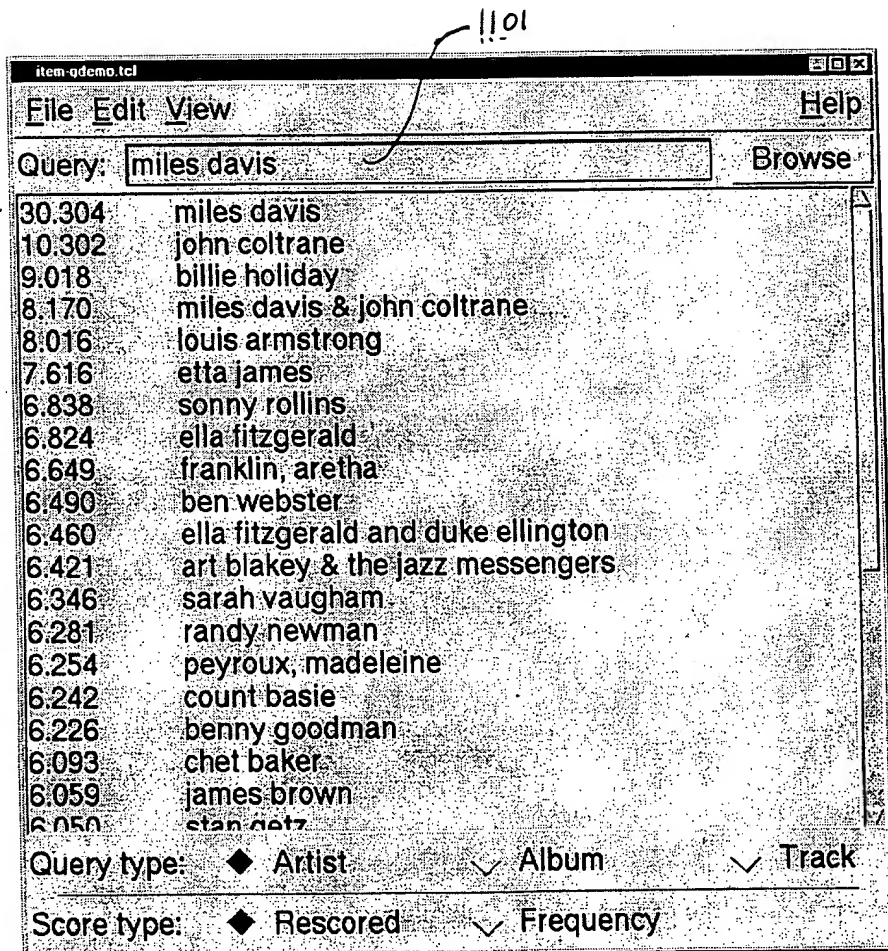 1101
item-qdemo.tcl
File Edit View Help
Query: miles davis Browse
30.304 miles davis
10.302 john coltrane
9.018 billie holiday
8.170 miles davis & john coltrane
8.016 louis armstrong
7.616 etta james
6.838 sonny rollins
6.824 ella fitzgerald
6.649 franklin, aretha
6.490 ben webster
6.460 ella fitzgerald and duke ellington
6.421 art blakey & the jazz messengers
6.346 sarah vaugham
6.281 randy newman
6.254 peyroux, madeleine
6.242 count basie
6.226 benny goodman
6.093 chet baker
6.059 james brown
6.050 stan getz
Query type: Artist Album Track
Score type: Rescored Frequency